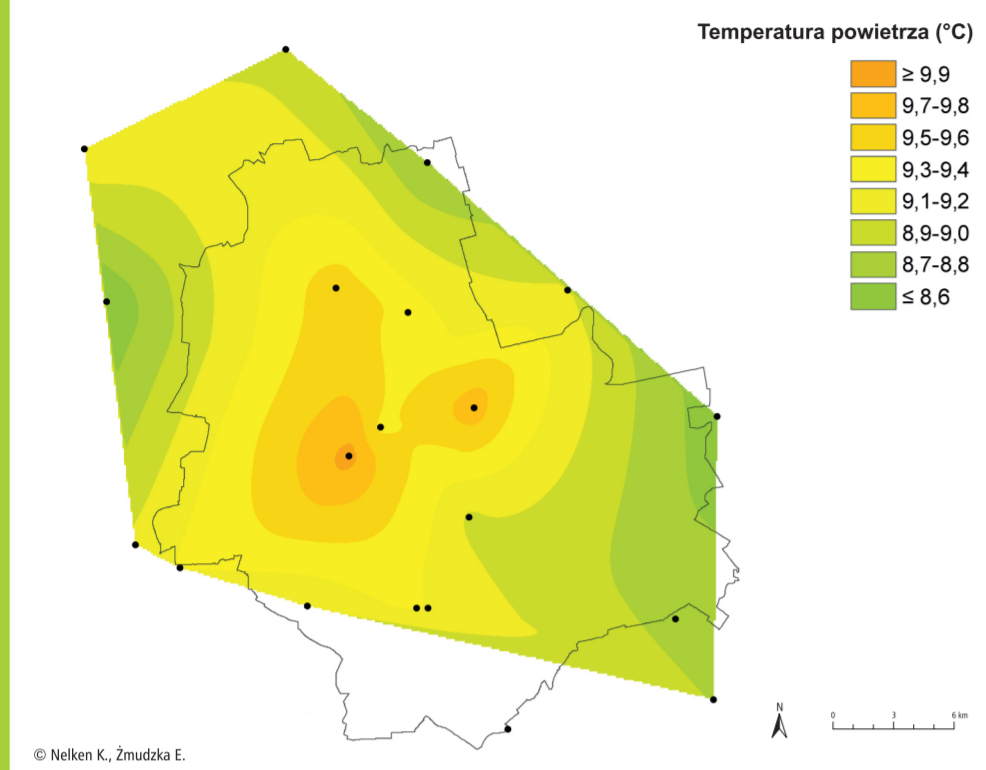 Temperatura powietrza (°C)
≥ 9,9
9,7-9,8
9,5-9,6
9,3-9,4
9,1-9,2
8,9-9,0
8,7-8,8
≤ 8,6
N
0 3 6 km
© Nelken K., Żmudzka E.